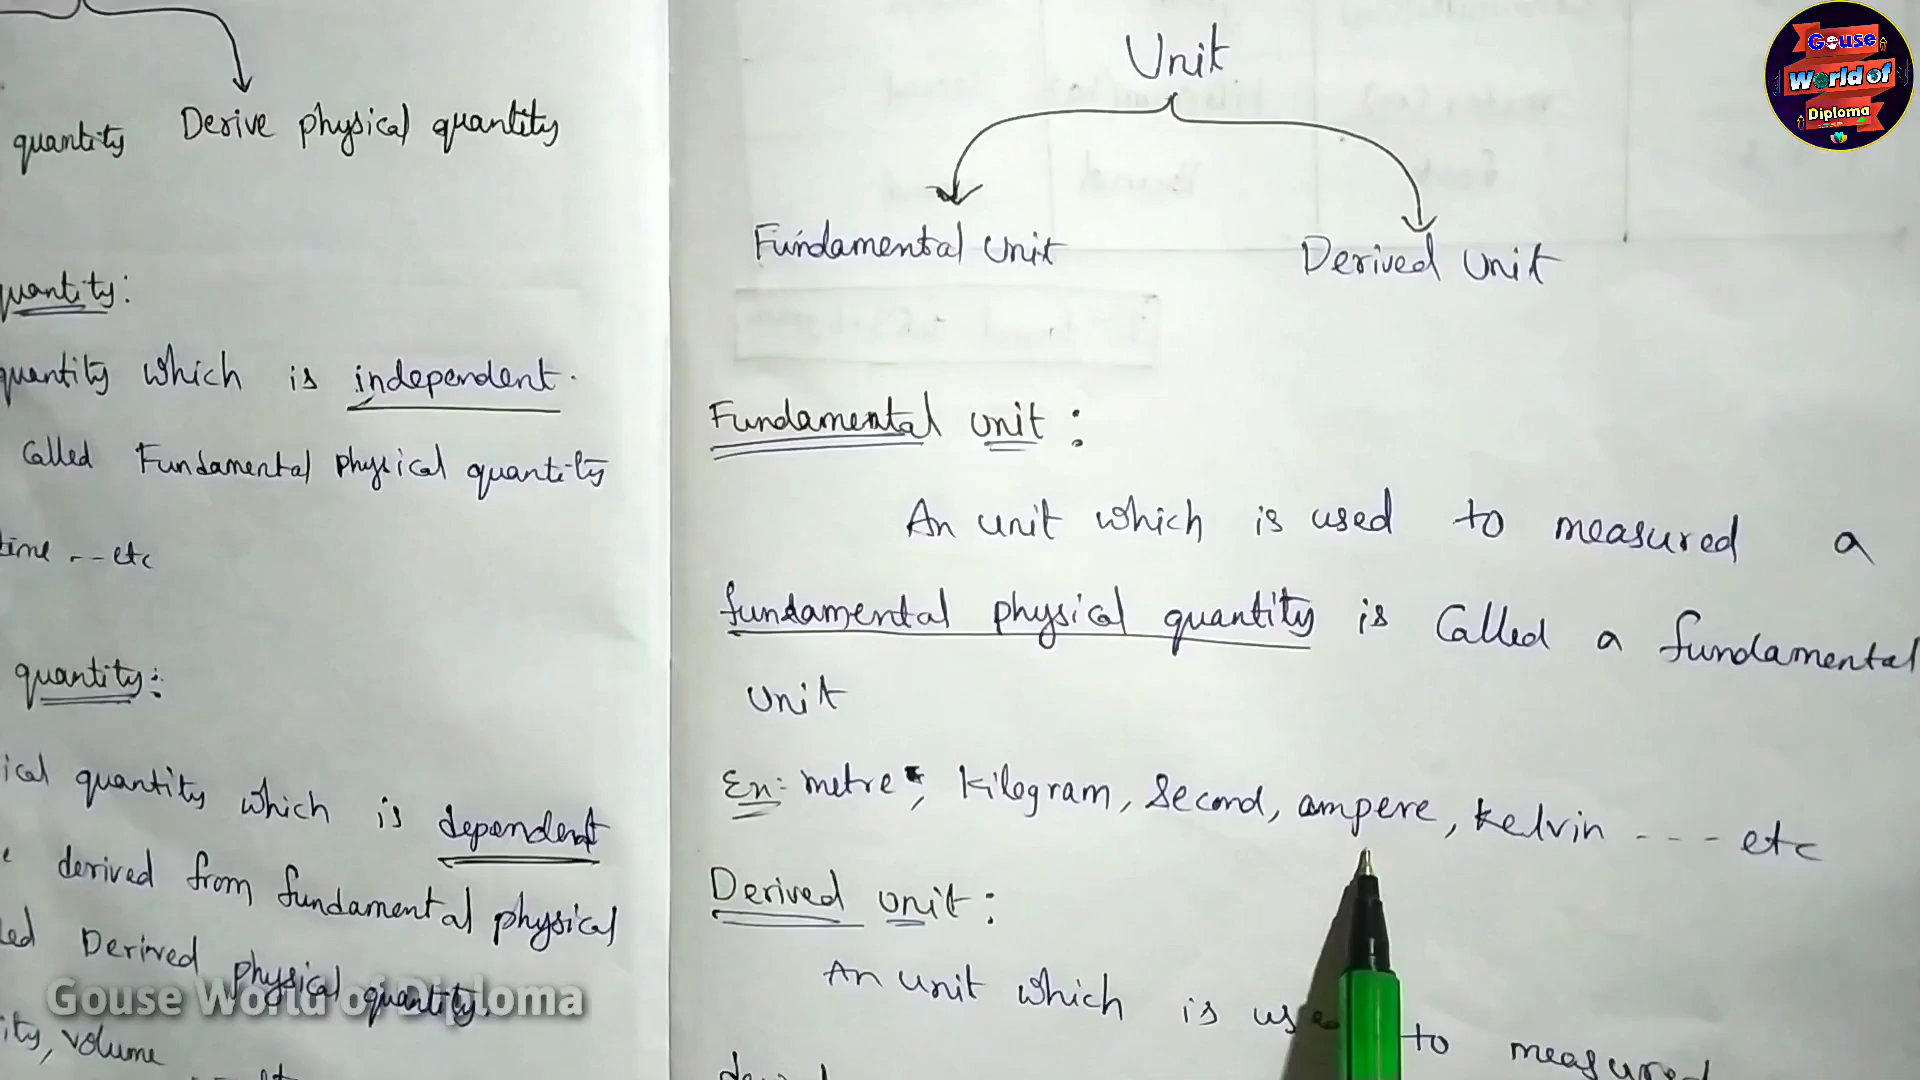 quantity Derive physical quantity
quantity:
quantity which is independent.
Called Fundamental physical quantity
time -- etc
quantity:
ical quantity which is dependent
derived from fundamental physical
led Derived physical quantity.
ity, volume
Unit
Fundamental Unit Derived Unit
Fundamental unit:
An unit which is used to measured a
fundamental physical quantity is Called a fundamental
Unit
Ex: metre, kilogram, Second, ampere, kelvin ---- etc
Derived unit:
An unit which is used to measured
Gouse World of Diploma
Gouse
World of
Diploma